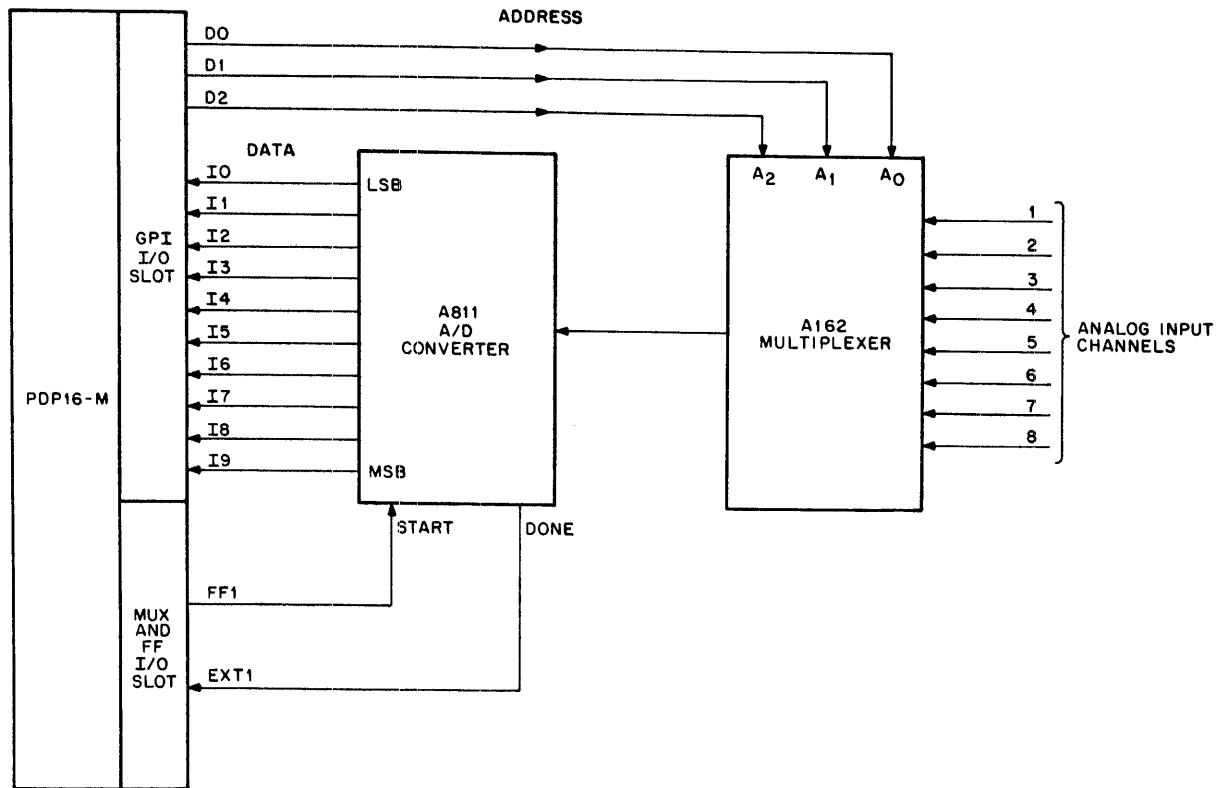 ADDRESS
D0
D1
D2
DATA
I0
I1
I2
I3
I4
I5
I6
I7
I8
I9
LSB
MSB
A811
A/D
CONVERTER
START
DONE
A2
A1
A0
A162
MULTIPLEXER
1
2
3
4
5
6
7
8
ANALOG INPUT
CHANNELS
PDP16-M
GPI
I/O
SLOT
MUX
AND
FF
I/O
SLOT
FF1
EXT1